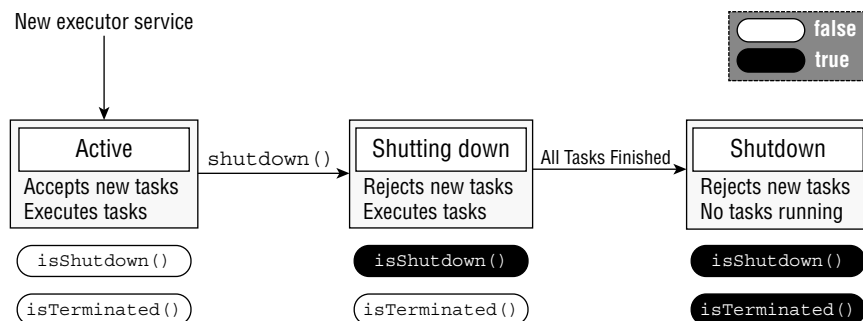 New executor service
false
true
Active
Accepts new tasks
Executes tasks
shutdown()
Shutting down
Rejects new tasks
Executes tasks
All Tasks Finished
Shutdown
Rejects new tasks
No tasks running
isShutdown()
isShutdown()
isShutdown()
isTerminated()
isTerminated()
isTerminated()